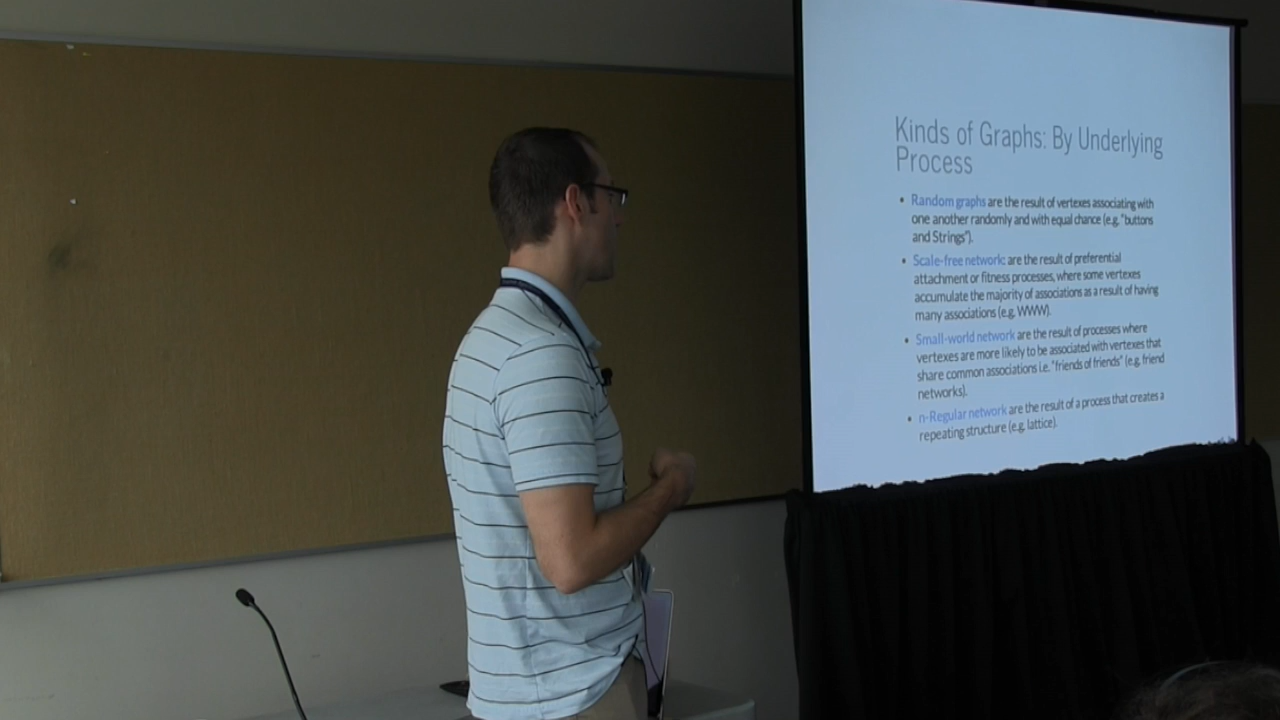 Kinds of Graphs: By Underlying
Process
• Random graphs are the result of vertexes associating with
one another randomly and with equal chance (e.g. "buttons
and Strings").
• Scale-free network are the result of preferential
attachment or fitness processes, where some vertexes
accumulate the majority of associations as a result of having
many associations (e.g. WWW).
• Small-world network are the result of processes where
vertexes are more likely to be associated with vertexes that
share common associations i.e. "friends of friends" (e.g. friend
networks).
• n-Regular network are the result of a process that creates a
repeating structure (e.g. lattice).